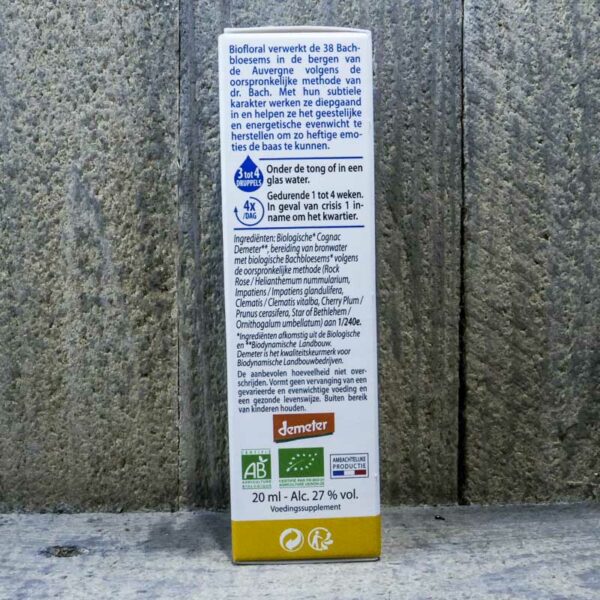 Biofloral verwerkt de 38 Bach-
bloesems in de bergen van
de Auvergne volgens de
oorspronkelijke methode van
dr. Bach. Met hun subtiele
karakter werken ze diepgaand
in en helpen ze het geestelijke
en energetische evenwicht te
herstellen om zo heftige emo-
ties de baas te kunnen.
3 tot 4
DRUPPELS
Onder de tong of in een
glas water.
4x
/DAG
Gedurende 1 tot 4 weken.
In geval van crisis 1 in-
name om het kwartier.
Ingrediënten: Biologische* Cognac
Demeter**, bereiding van bronwater
met biologische Bachbloesems* volgens
de oorspronkelijke methode (Rock
Rose / Helianthemum nummularium,
Impatiens / Impatiens glandulifera,
Clematis / Clematis vitalba, Cherry Plum /
Prunus cerasifera, Star of Bethlehem /
Ornithogalum umbellatum) aan 1/240e.
*Ingrediënten afkomstig uit de Biologische
en **Biodynamische Landbouw.
Demeter is het kwaliteitskeurmerk voor
Biodynamische Landbouwbedrijven.
De aanbevolen hoeveelheid niet over-
schrijden. Vormt geen vervanging van een
gevarieerde en evenwichtige voeding en
een gezonde levenswijze. Buiten bereik
van kinderen houden.
demeter
CERTIFIÉ
AB
AGRICULTURE
BIOLOGIQUE
CERTIFIÉ PAR FR-BIO-01
AMBACHTELIJKE
PRODUCTIE
20 ml - Alc. 27 % vol.
Voedingssupplement